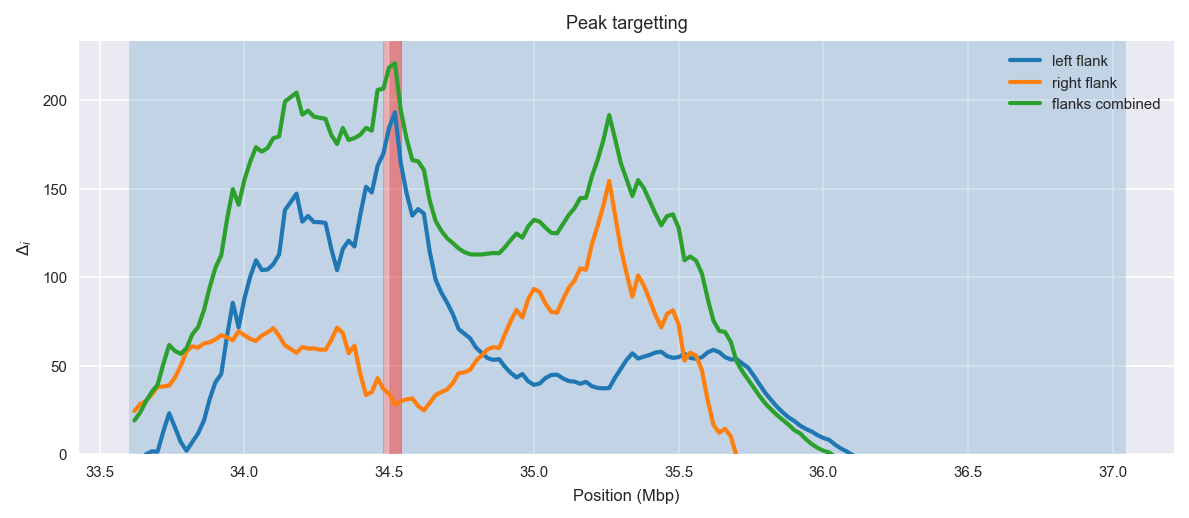 Peak targetting
left flank
right flank
flanks combined
200
150
100
50
0
Δi
33.5 34.0 34.5 35.0 35.5 36.0 36.5 37.0
Position (Mbp)